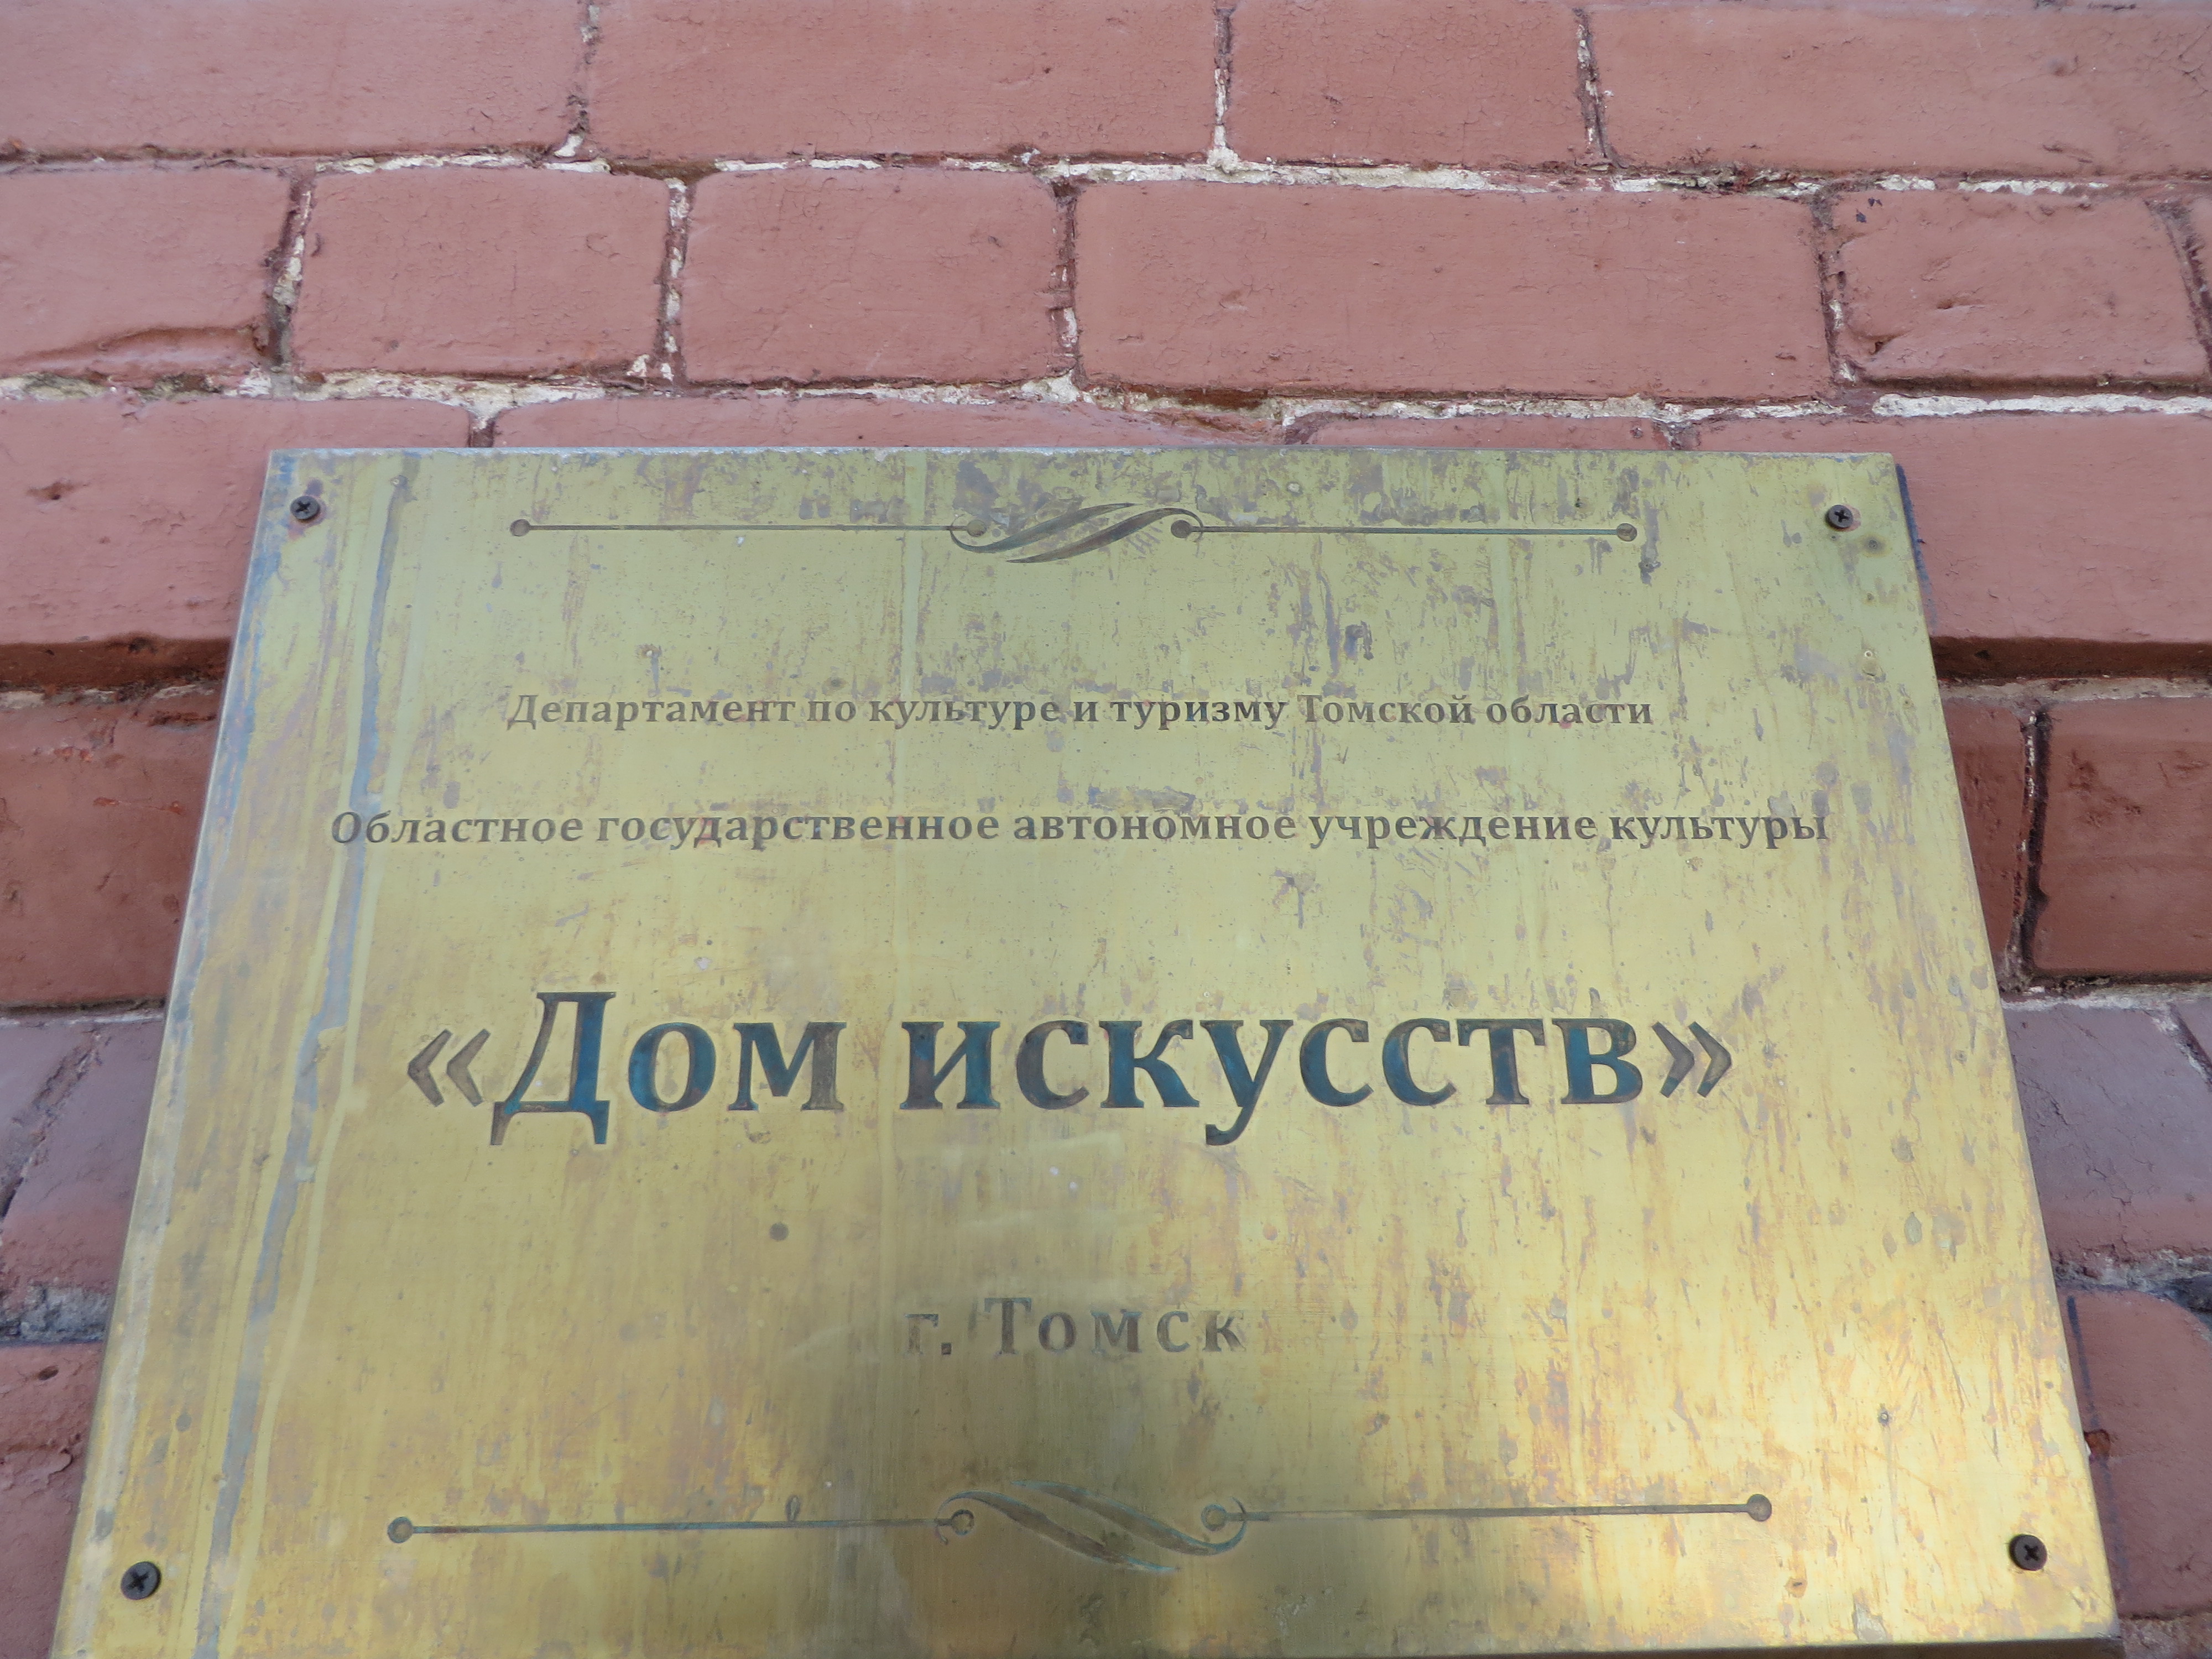 Департамент по культуре и туризму Томской области
Областное государственное автономное учреждение культуры
«Дом искусств»
г. Томск